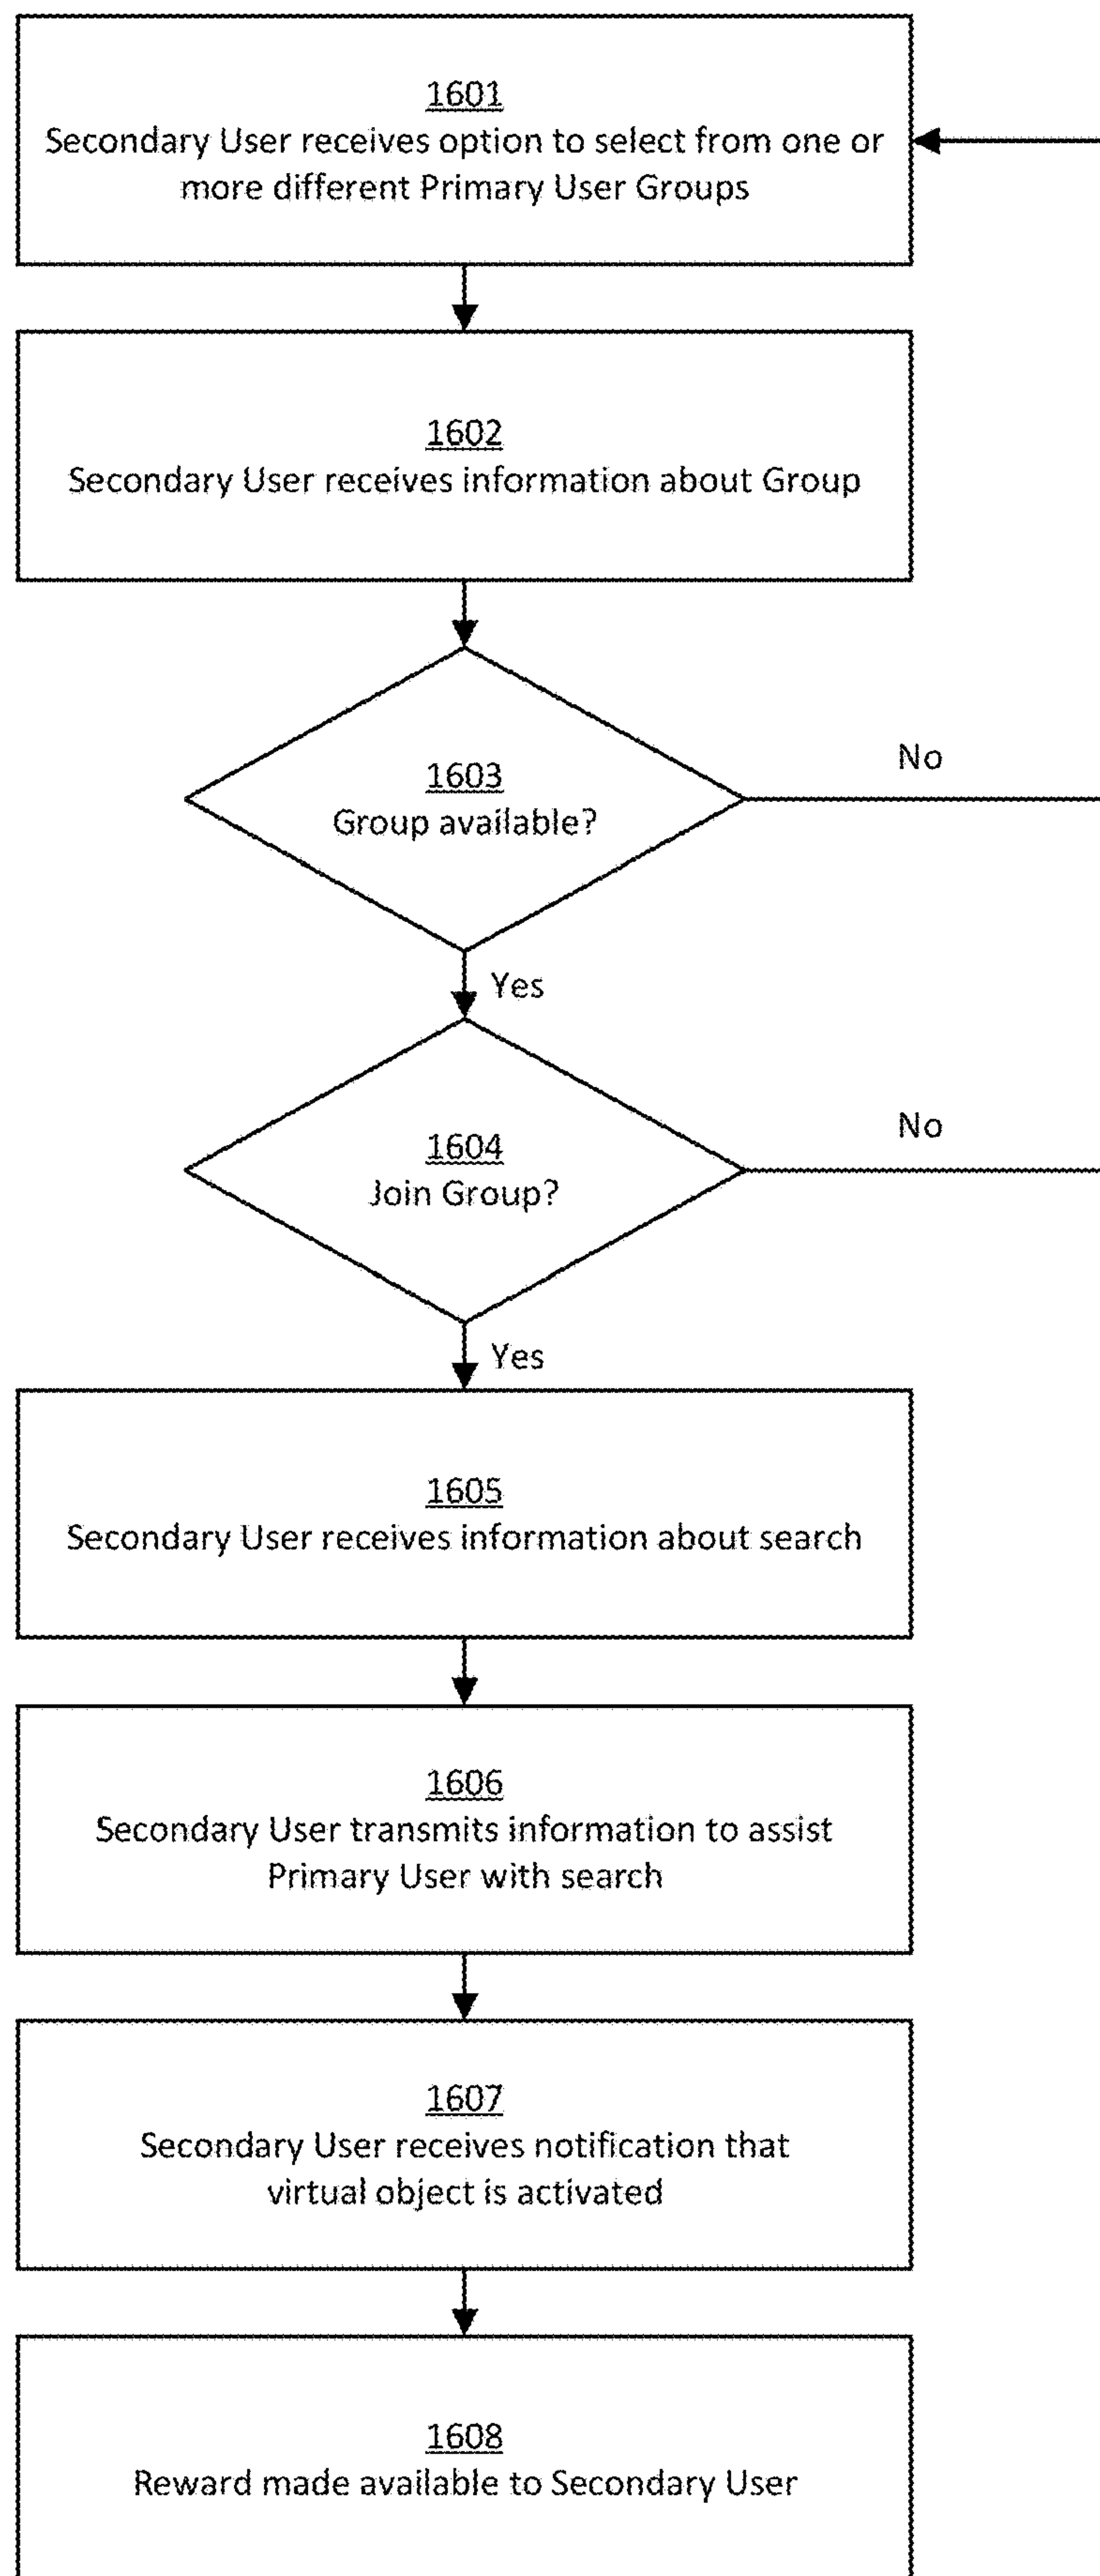 1601
Secondary User receives option to select from one or
more different Primary User Groups
1602
Secondary User receives information about Group
1603
Group available?
No
Yes
1604
Join Group?
No
Yes
1605
Secondary User receives information about search
1606
Secondary User transmits information to assist
Primary User with search
1607
Secondary User receives notification that
virtual object is activated
1608
Reward made available to Secondary User